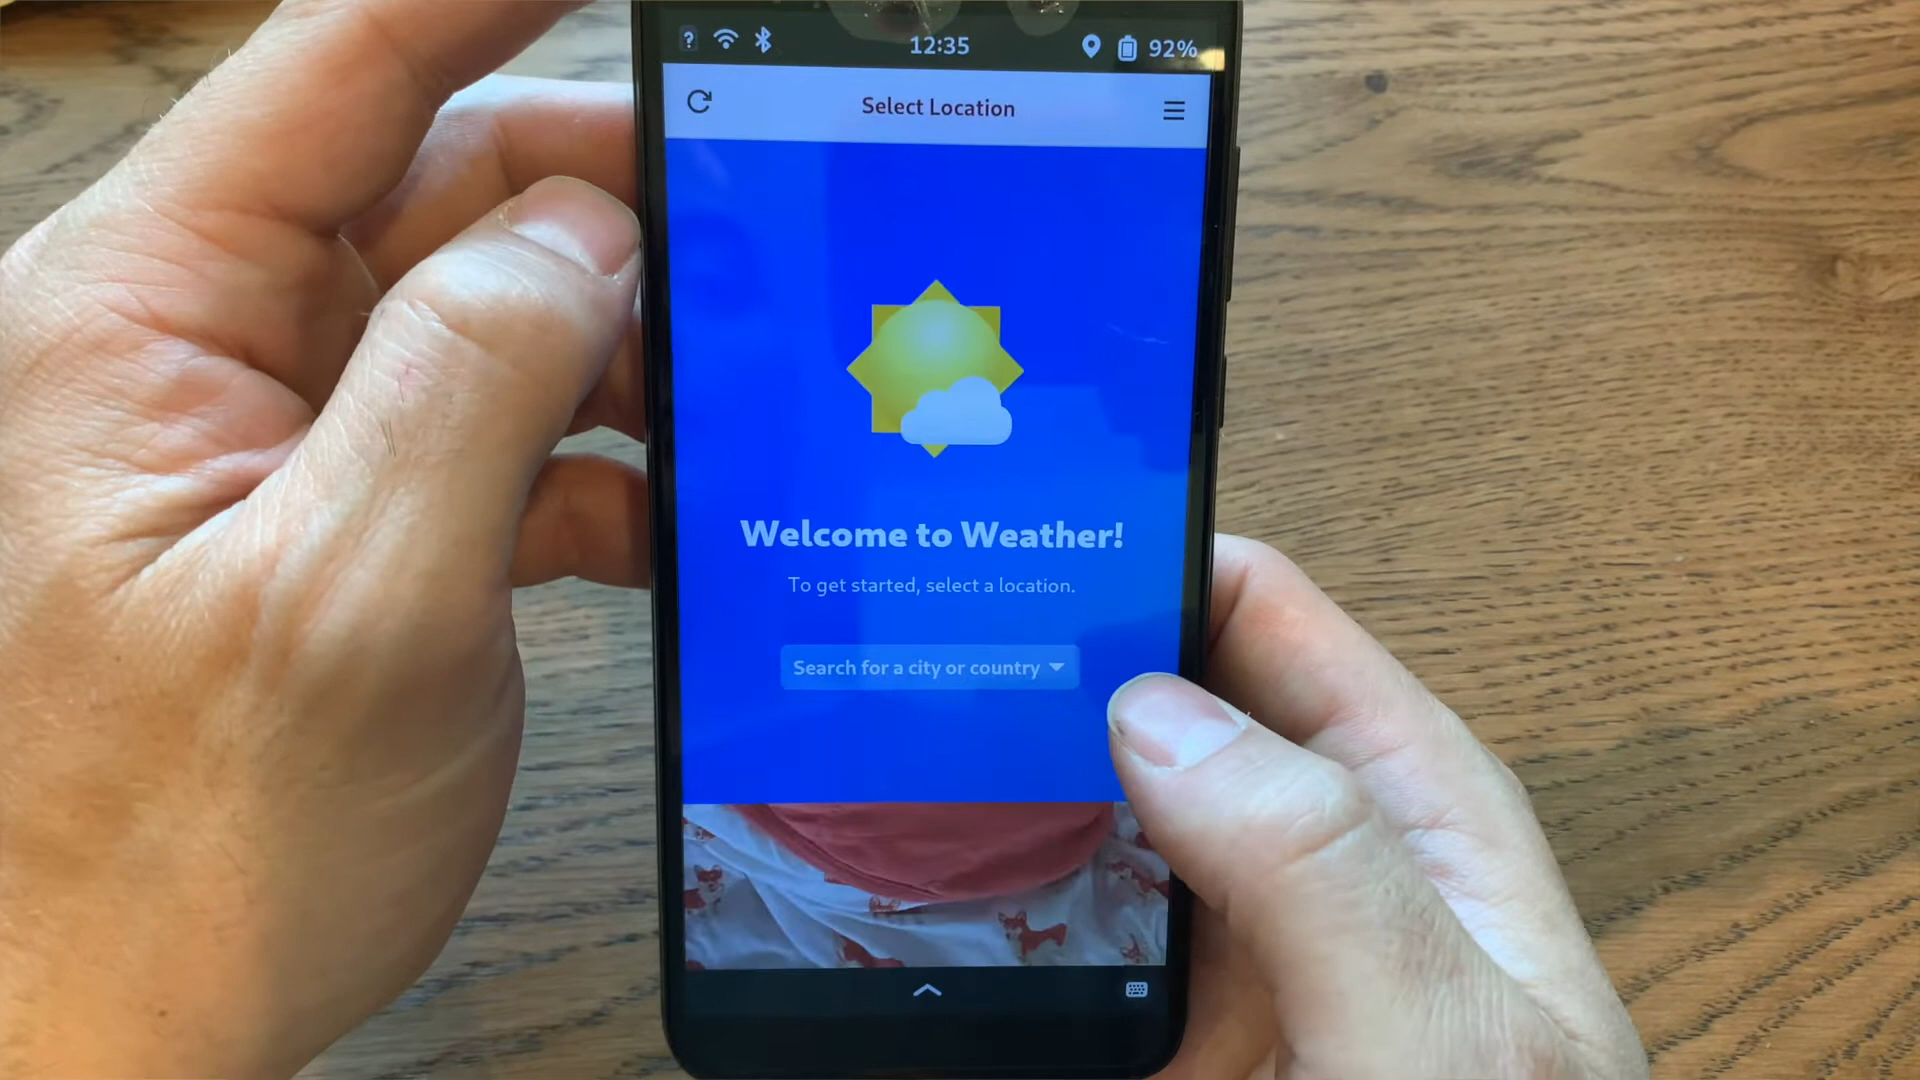 ? 12:35 92%
Select Location
Welcome to Weather!
To get started, select a location.
Search for a city or country